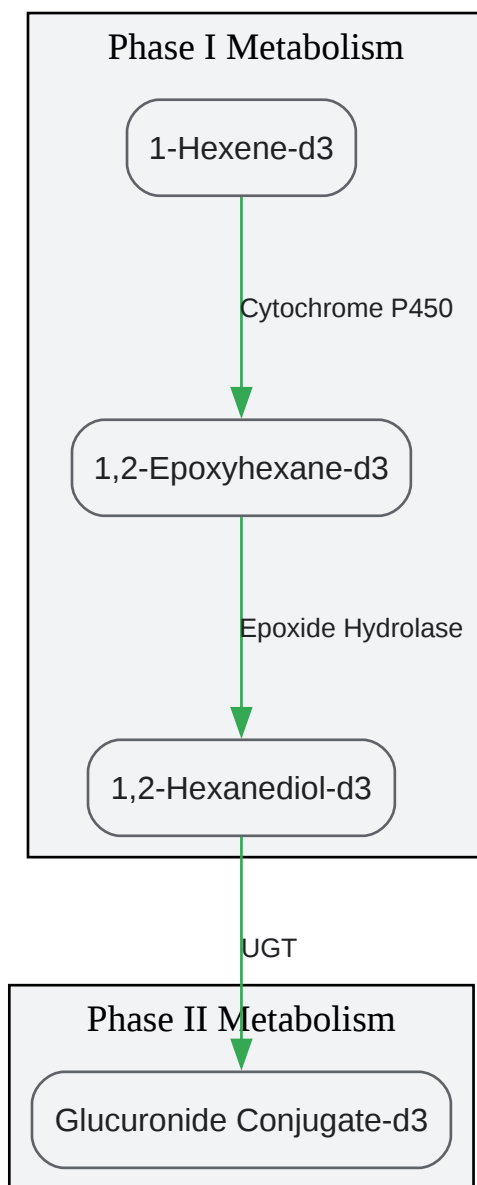 Phase I Metabolism
1-Hexene-d3
Cytochrome P450
1,2-Epoxyhexane-d3
Epoxide Hydrolase
1,2-Hexanediol-d3
UGT
Phase II Metabolism
Glucuronide Conjugate-d3